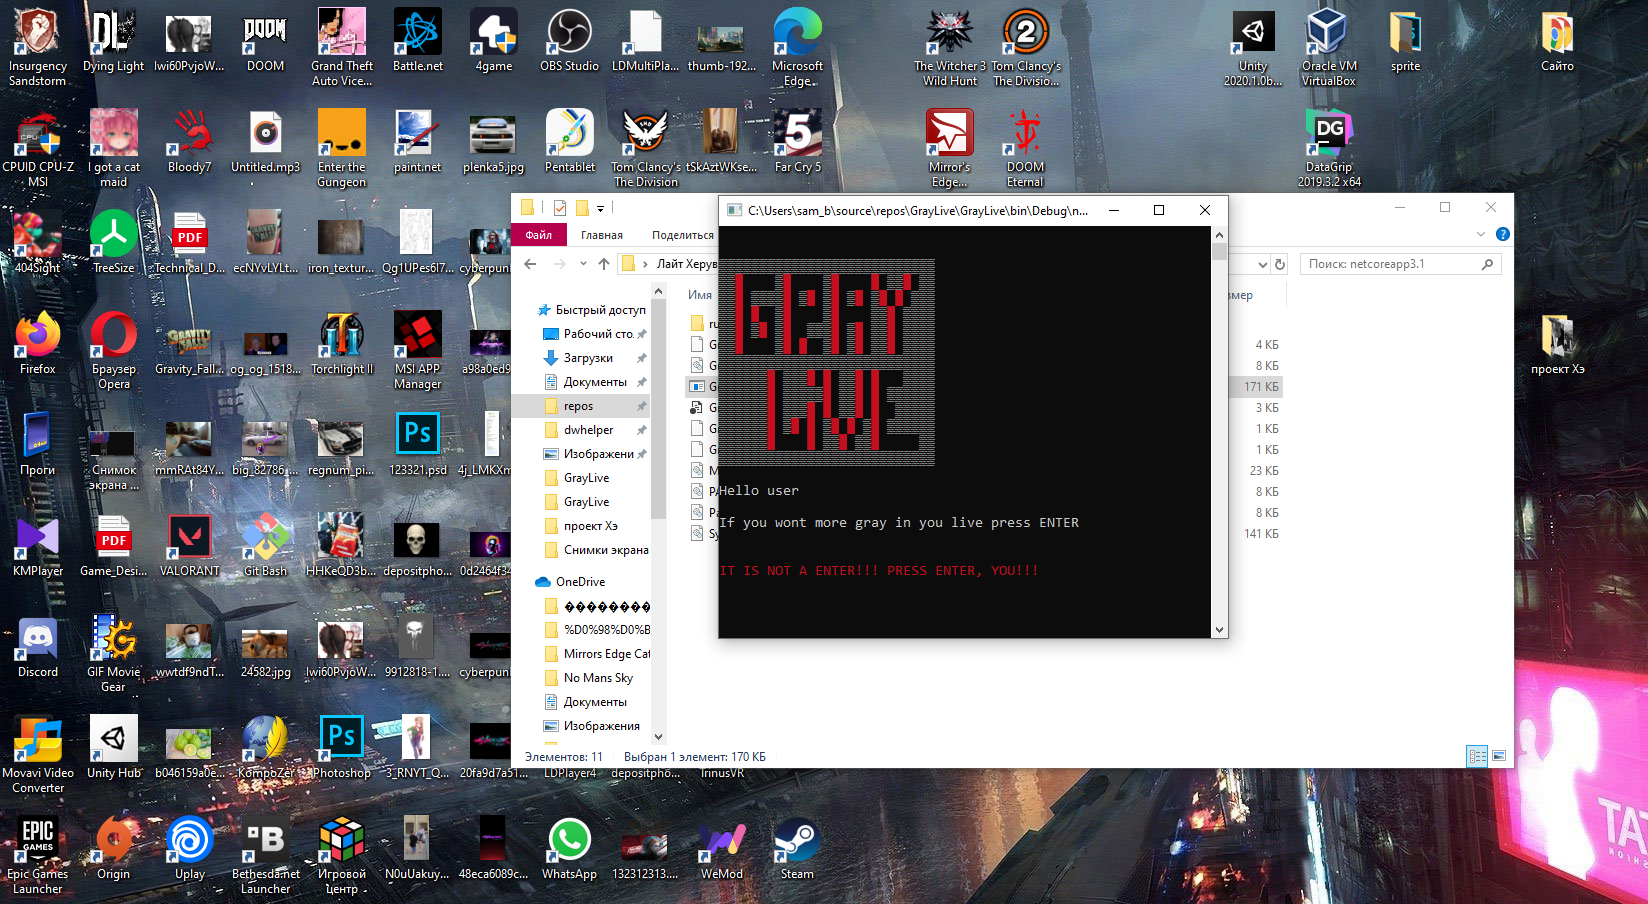 Insurgency
Sandstorm
Dying Light
lwi60PvjoW...
DOOM
Grand Theft
Auto Vice...
Battle.net
4game
OBS Studio
LDMultiPla...
thumb-192...
Microsoft
Edge
The Witcher 3
Wild Hunt
Tom Clancy's
The Divisio...
Unity
2020.1.0b...
Oracle VM
VirtualBox
sprite
Сайто
CPUID CPU-Z
MSI
I got a cat
maid
Bloody7
Untitled.mp3
Enter the
Gungeon
paint.net
plenka5.jpg
Pentablet
Tom Clancy's
The Division
tSkAztWKse...
Far Cry 5
Mirror's
Edge...
DOOM
Eternal
DataGrip
2019.3.2 x64
404Sight
TreeSize
Technical_D...
ecNYvLYLt...
iron_textur...
Qg1UPes6I7...
cyberpun
Firefox
Браузер
Opera
Gravity_Fall...
og_og_1518...
Torchlight II
MSI APP
Manager
a98a0ed9
проект Хэ
Проги
Снимок
экрана ...
mmRAt84Y...
big_82786_...
regnum_pi...
123321.psd
4j_LMKXm
KMPlayer
Game_Desi...
VALORANT
Git Bash
HHKeQD3b...
depositpho...
0d2464f34
Discord
GIF Movie
Gear
wwtdf9ndT...
24582.jpg
lwi60PvjoW...
9912818-1....
cyberpun
Movavi Video
Converter
Unity Hub
b046159a0e...
KompoZer
Photoshop
3_RNYT_Q...
20fa9d7a51...
LDPlayer4
depositpho...
TrinusVR
Epic Games
Launcher
Origin
Uplay
Bethesda.net
Launcher
Игровой
центр
N0uUakuy...
48eca6089c...
WhatsApp
132312313....
WeMod
Steam
Файл
Главная
Поделиться
Лайт Херув
Поиск: netcoreapp3.1
Имя
змер
Быстрый доступ
Рабочий сто.
Загрузки
Документы
repos
dwhelper
Изображени
GrayLive
GrayLive
проект Хэ
Снимки экрана
OneDrive
%D0%98%D0%B
Mirrors Edge Cat
No Mans Sky
Документы
Изображения
ru
4 КБ
8 КБ
171 КБ
3 КБ
1 КБ
1 КБ
23 КБ
8 КБ
8 КБ
141 КБ
Элементов: 11
Выбран 1 элемент: 170 КБ
C:\Users\sam_b\source\repos\GrayLive\GrayLive\bin\Debug\n...
GRAY
LIVE
Hello user
If you wont more gray in you live press ENTER
IT IS NOT A ENTER!!! PRESS ENTER, YOU!!!